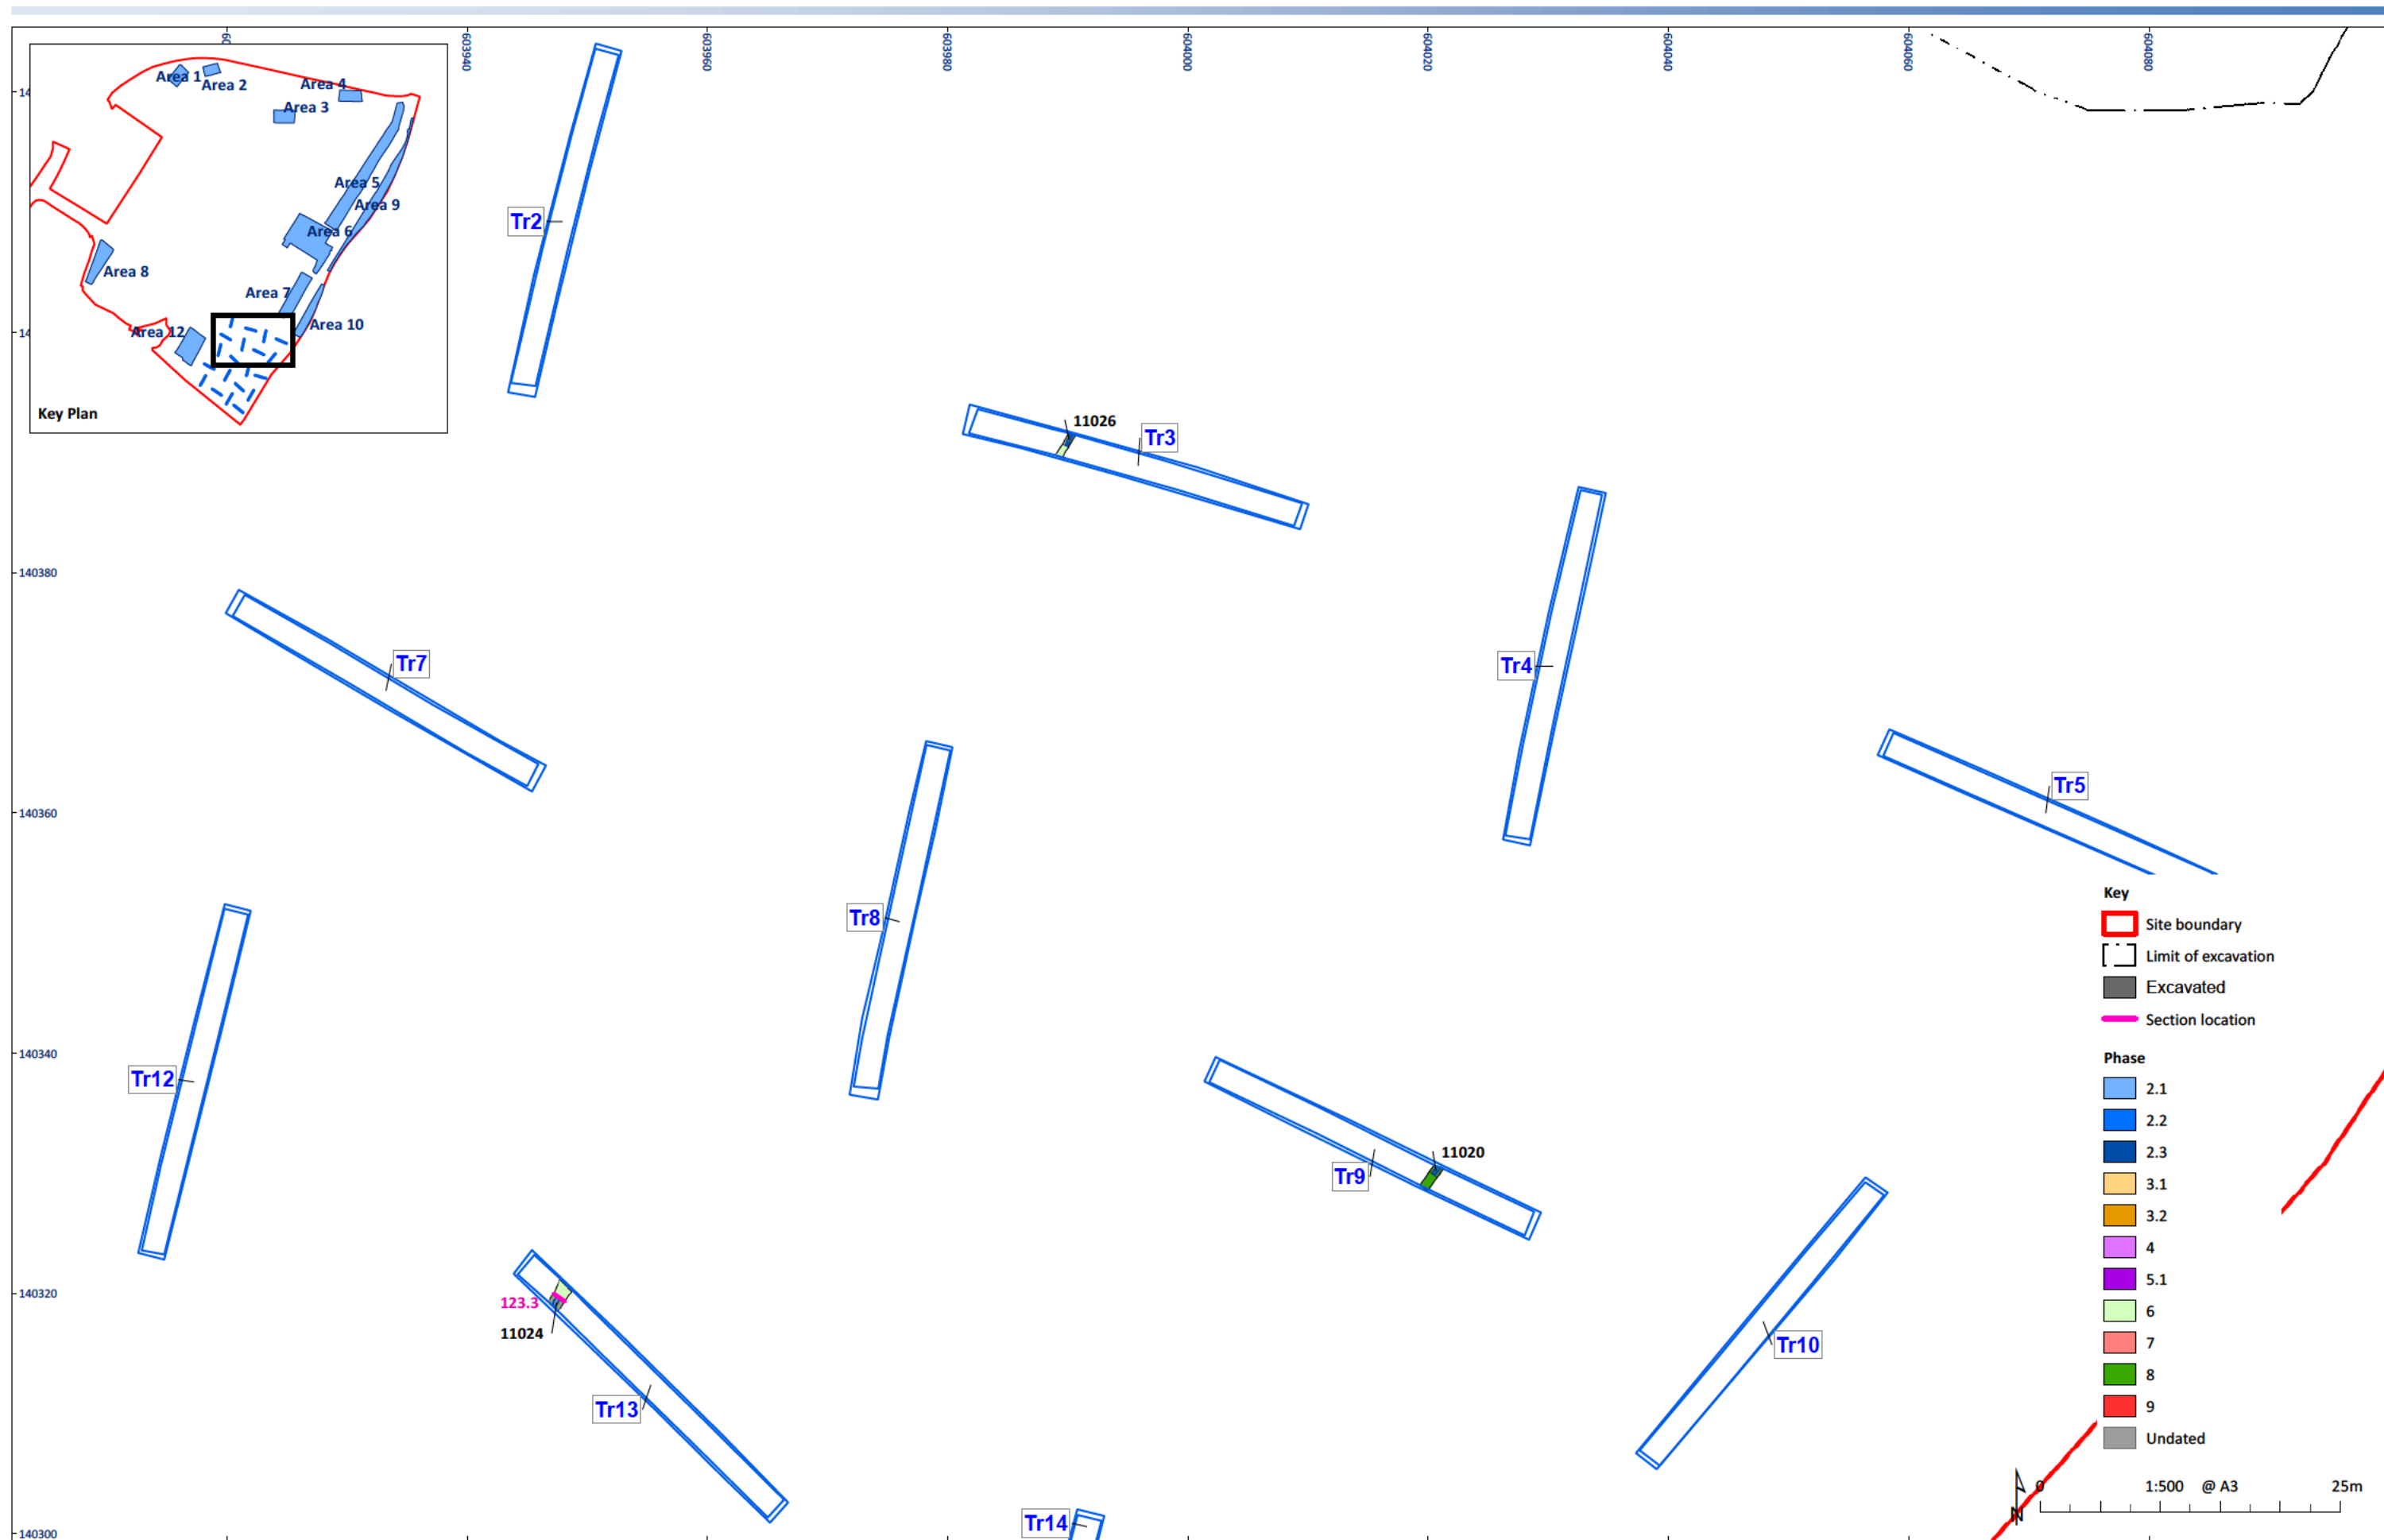 60
603940
603960
603980
604000
604020
604040
604060
604080
14
14
140380
140360
140340
140320
140300
Area 1
Area 2
Area 4
Area 3
Area 5
Area 9
Area 6
Area 8
Area 7
Area 10
Area 12
Key Plan
Tr2
11026
Tr3
Tr7
Tr4
Tr8
Tr5
Tr12
11020
Tr9
123.3
11024
Tr13
Tr10
Tr14
Key
Site boundary
Limit of excavation
Excavated
Section location
Phase
2.1
2.2
2.3
3.1
3.2
4
5.1
6
7
8
9
Undated
N
0 1:500 @ A3 25m